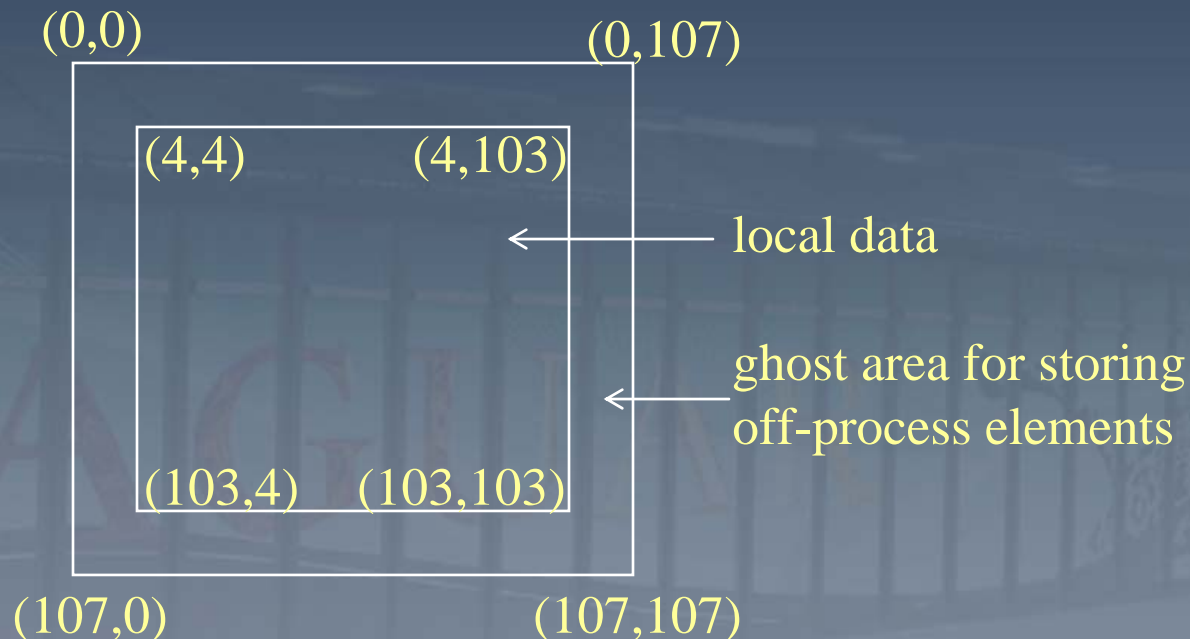 (0,0) (0,107)
(4,4) (4,103)
local data
ghost area for storing
off-process elements
(103,4) (103,103)
(107,0) (107,107)
AGUA